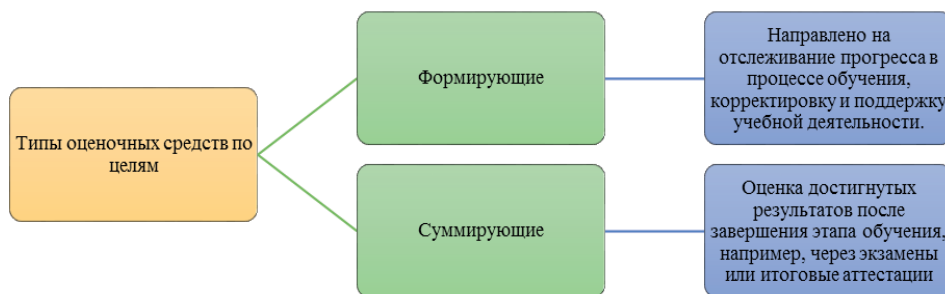 Типы оценочных средств по
целям
Формирующие
Направлено на
отслеживание прогресса в
процессе обучения,
корректировку и поддержку
учебной деятельности.
Суммирующие
Оценка достигнутых
результатов после
завершения этапа обучения,
например, через экзамены
или итоговые аттестации